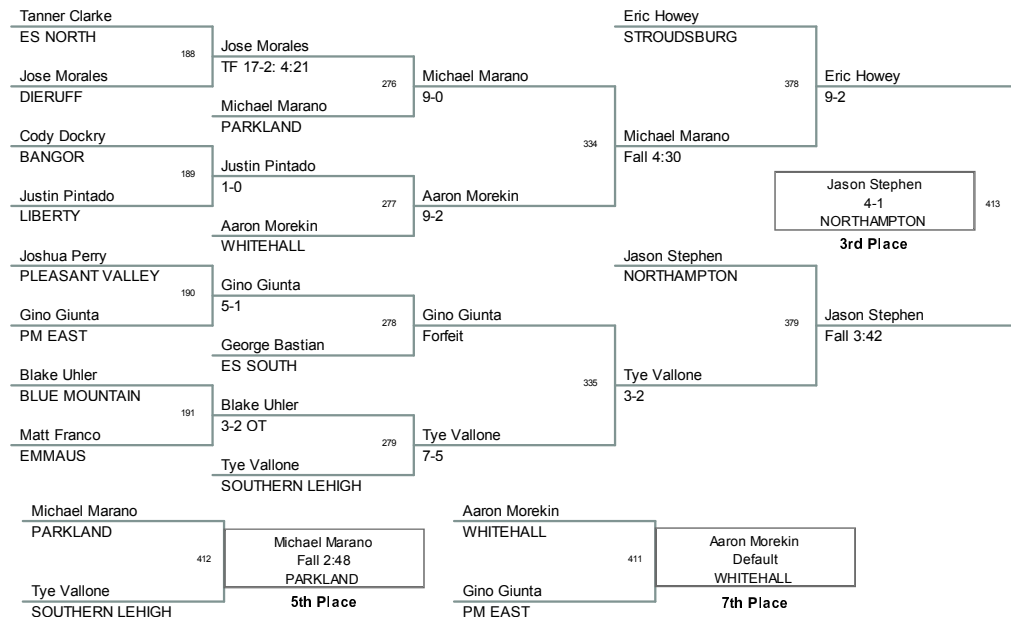 Tanner Clarke
ES NORTH
188
Jose Morales
DIERUFF
Jose Morales
TF 17-2: 4:21
276
Michael Marano
PARKLAND
Cody Dockry
BANGOR
189
Justin Pintado
LIBERTY
Justin Pintado
1-0
277
Aaron Morekin
WHITEHALL
Michael Marano
9-0
334
Aaron Morekin
9-2
Eric Howey
STROUDSBURG
378
Michael Marano
Fall 4:30
Eric Howey
9-2
Jason Stephen
4-1
NORTHAMPTON
413
3rd Place
Joshua Perry
PLEASANT VALLEY
190
Gino Giunta
PM EAST
Gino Giunta
5-1
278
George Bastian
ES SOUTH
Blake Uhler
BLUE MOUNTAIN
191
Matt Franco
EMMAUS
Blake Uhler
3-2 OT
279
Tye Vallone
SOUTHERN LEHIGH
Gino Giunta
Forfeit
335
Tye Vallone
7-5
Jason Stephen
NORTHAMPTON
379
Tye Vallone
3-2
Jason Stephen
Fall 3:42
Michael Marano
PARKLAND
412
Tye Vallone
SOUTHERN LEHIGH
Michael Marano
Fall 2:48
PARKLAND
5th Place
Aaron Morekin
WHITEHALL
411
Gino Giunta
PM EAST
Aaron Morekin
Default
WHITEHALL
7th Place